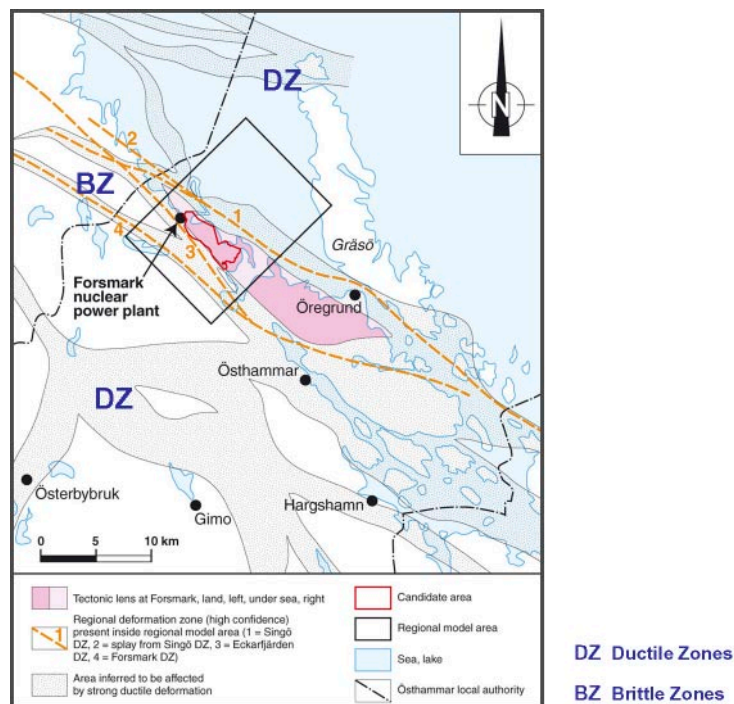 DZ
N
2
BZ
1
4
3
Gräsö
Forsmark
nuclear
power plant
Öregrund
Östhammar
DZ
Österbybruk
Gimo
Hargshamn
0 5 10 km
Tectonic lens at Forsmark, land, left, under sea, right
Regional deformation zone (high confidence)
present inside regional model area (1 = Singö
DZ, 2 = splay from Singö DZ, 3 = Eckarfjärden
DZ, 4 = Forsmark DZ)
1
Area inferred to be affected
by strong ductile deformation
Candidate area
Regional model area
Sea, lake
Östhammar local authority
DZ Ductile Zones
BZ Brittle Zones